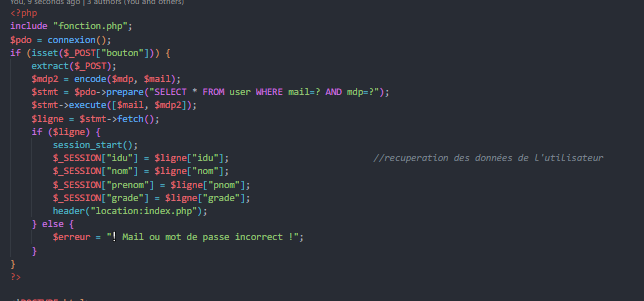 You, 9 seconds ago | 3 authors (You and others)
<?php
include "fonction.php";
$pdo = connexion();
if (isset($_POST["bouton"])) {
extract($_POST);
$mdp2 = encode($mdp, $mail);
$stmt = $pdo->prepare("SELECT * FROM user WHERE mail=? AND mdp=?");
$stmt->execute([$mail, $mdp2]);
$ligne = $stmt->fetch();
if ($ligne) {
session_start();
$_SESSION["idu"] = $ligne["idu"]; //recuperation des données de L'utilisateur
$_SESSION["nom"] = $ligne["nom"];
$_SESSION["prenom"] = $ligne["pnom"];
$_SESSION["grade"] = $ligne["grade"];
header("location:index.php");
} else {
$erreur = "! Mail ou mot de passe incorrect !";
}
}
?>